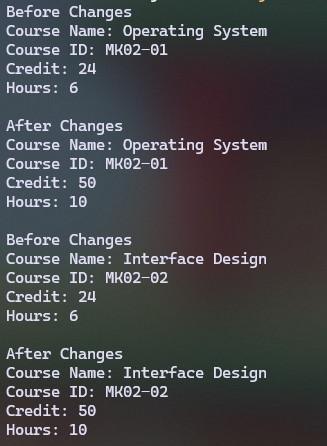 Before Changes
Course Name: Operating System
Course ID: MK02-01
Credit: 24
Hours: 6
After Changes
Course Name: Operating System
Course ID: MK02-01
Credit: 50
Hours: 10
Before Changes
Course Name: Interface Design
Course ID: MK02-02
Credit: 24
Hours: 6
After Changes
Course Name: Interface Design
Course ID: MK02-02
Credit: 50
Hours: 10